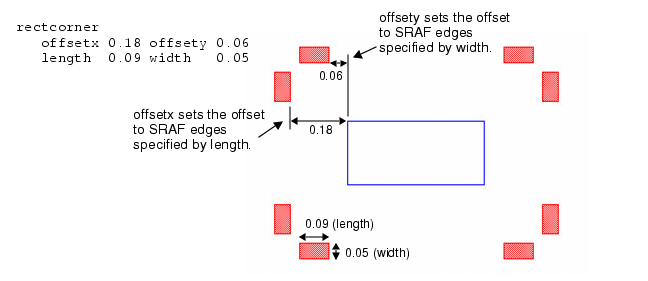 rectcorner
offsetx 0.18 offsety 0.06
length 0.09 width 0.05
offsety sets the offset
to SRAF edges
specified by width.
0.06
offsetx sets the offset
to SRAF edges
specified by length.
0.18
0.09 (length)
0.05 (width)